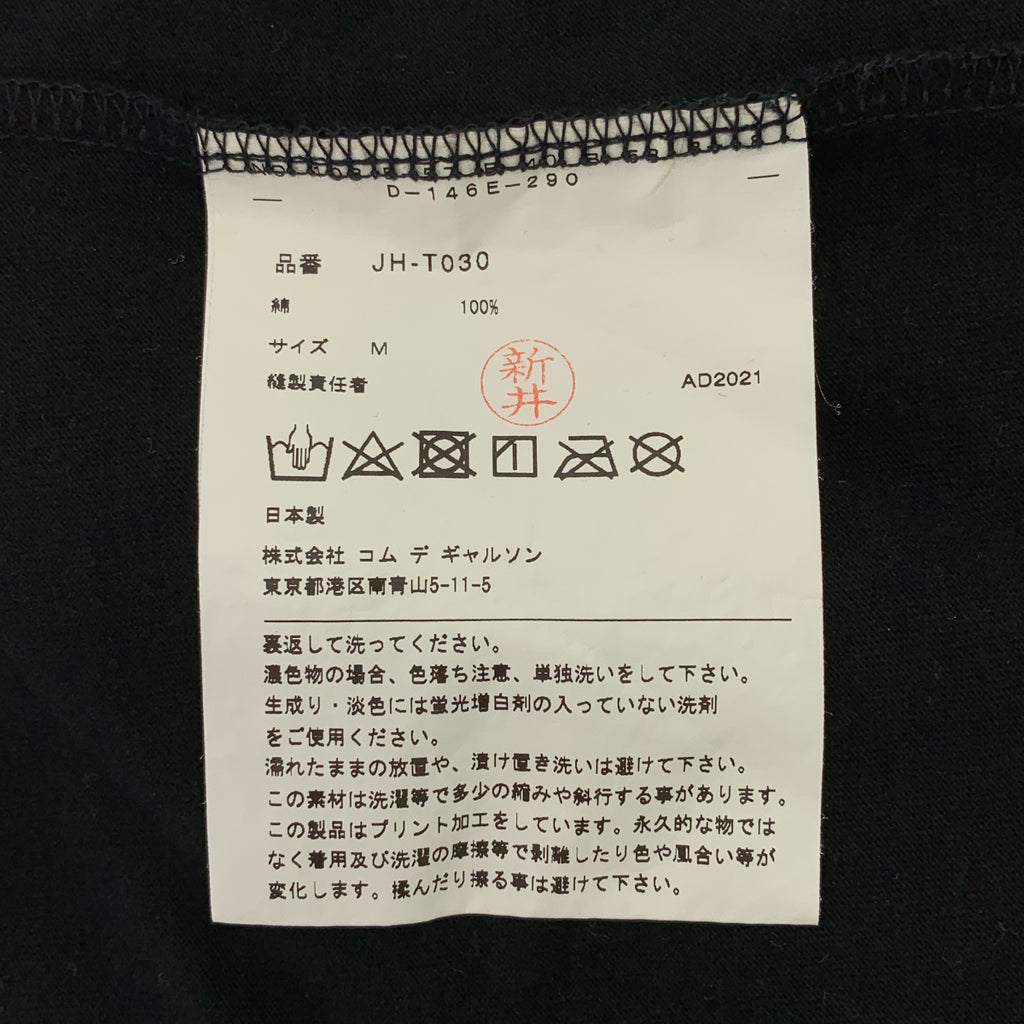 D-146E-290
品番 JH-T030
綿 100%
サイズ M
縫製責任者 新井 AD2021
日本製
株式会社 コム デ ギャルソン
東京都港区南青山5-11-5
裏返して洗ってください。
濃色物の場合、色落ち注意、単独洗いをして下さい。
生成り・淡色には蛍光増白剤の入っていない洗剤
をご使用ください。
濡れたままの放置や、漬け置き洗いは避けて下さい。
この素材は洗濯等で多少の縮みや斜行する事があります。
この製品はプリント加工をしています。永久的な物では
なく着用及び洗濯の摩擦等で剥離したり色や風合い等が
変化します。揉んだり擦る事は避けて下さい。